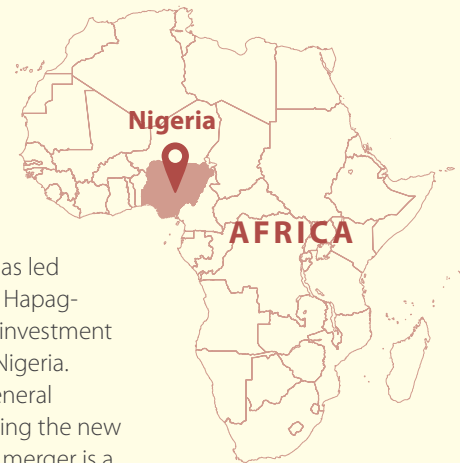 Nigeria
AFRICA
as led
Hapag-
investment
Nigeria.
eneral
ing the new
merger is a